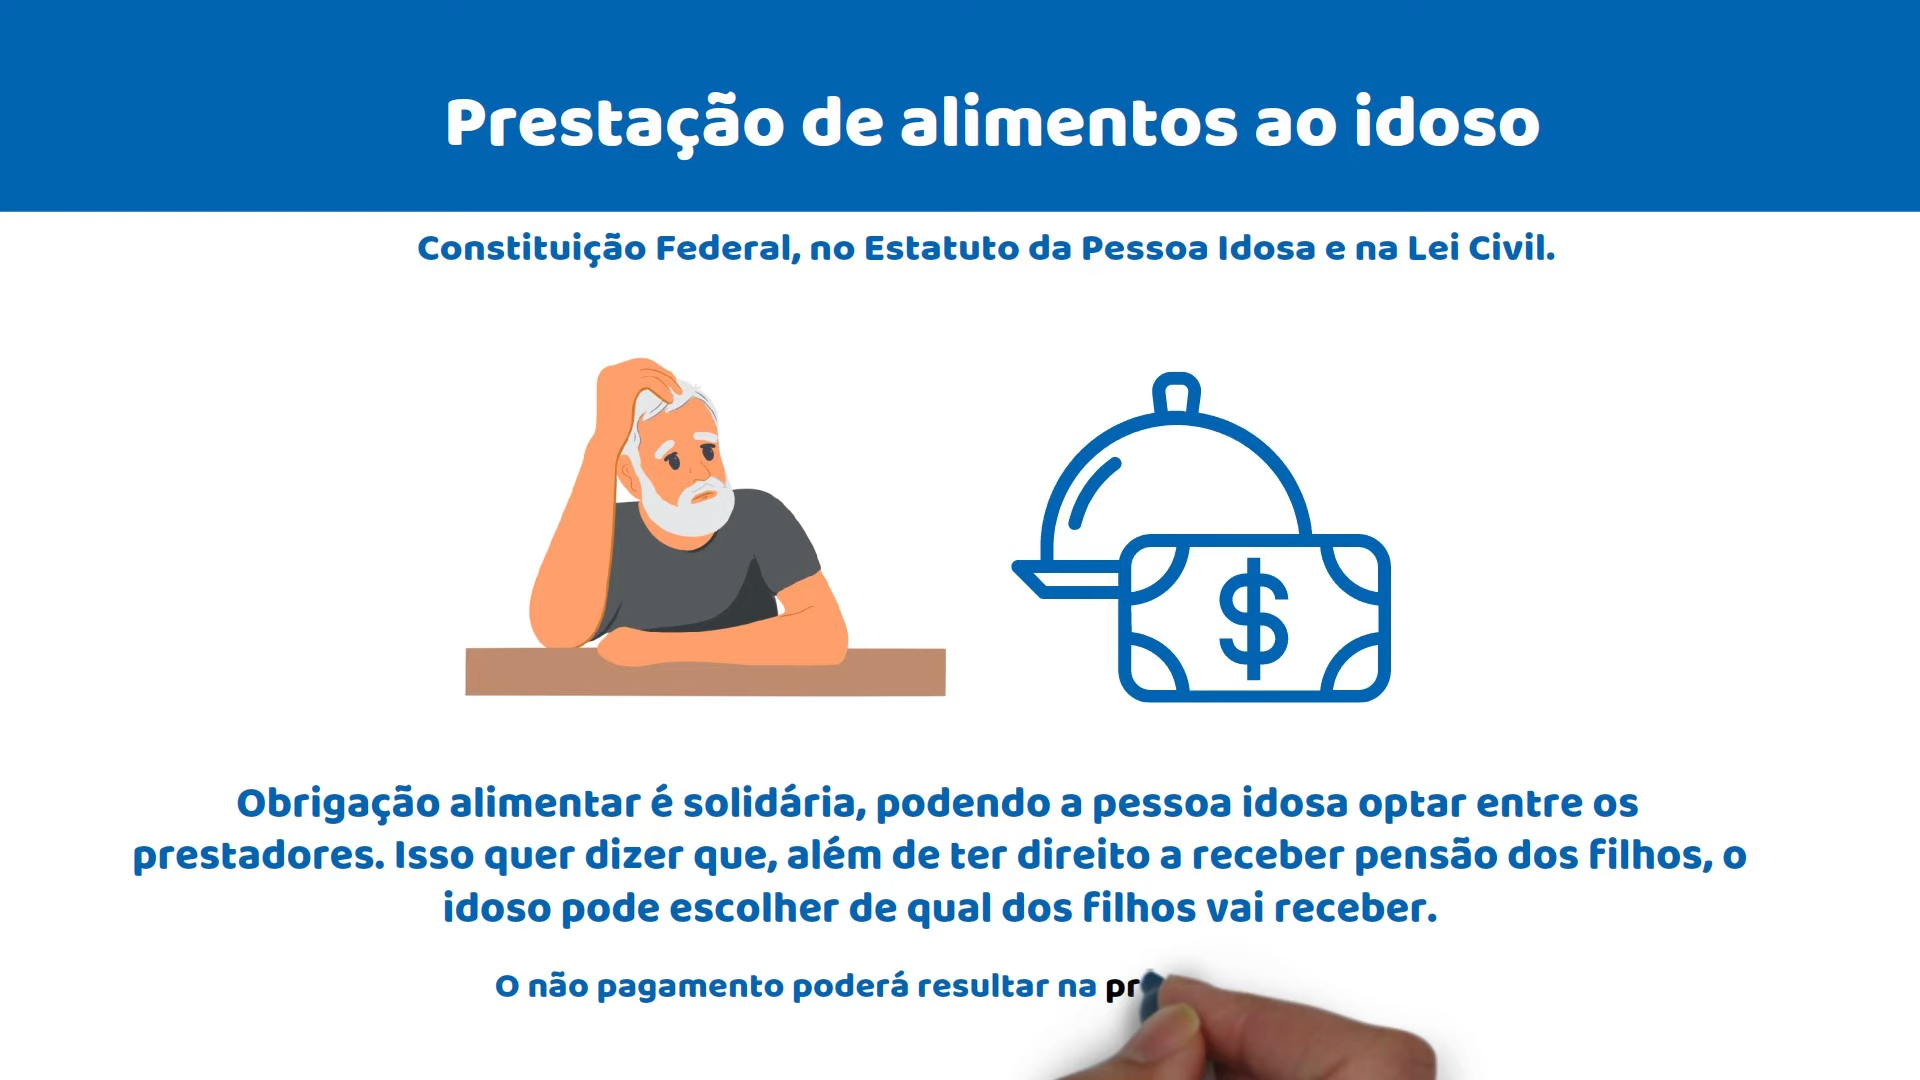 Prestação de alimentos ao idoso
Constituição Federal, no Estatuto da Pessoa Idosa e na Lei Civil.
$
Obrigação alimentar é solidária, podendo a pessoa idosa optar entre os
prestadores. Isso quer dizer que, além de ter direito a receber pensão dos filhos, o
idoso pode escolher de qual dos filhos vai receber.
O não pagamento poderá resultar na pr